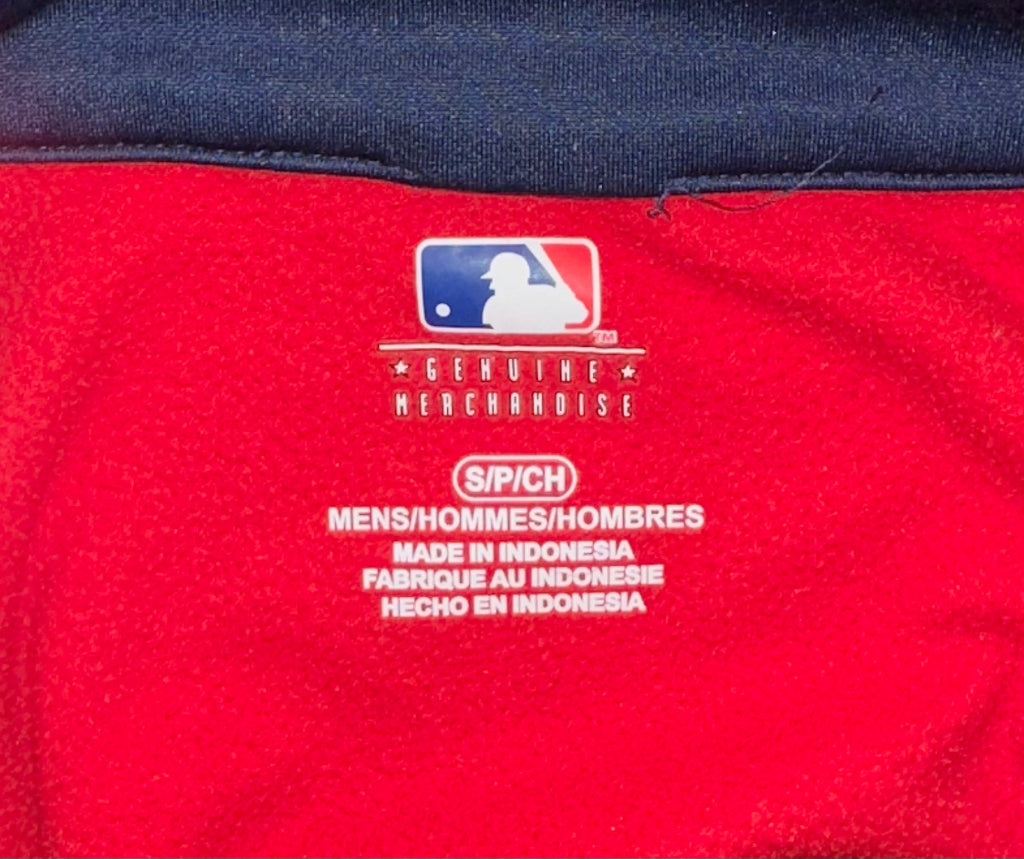 TM
★ GENUINE ★
MERCHANDISE
S/P/CH
MENS/HOMMES/HOMBRES
MADE IN INDONESIA
FABRIQUE AU INDONESIE
HECHO EN INDONESIA